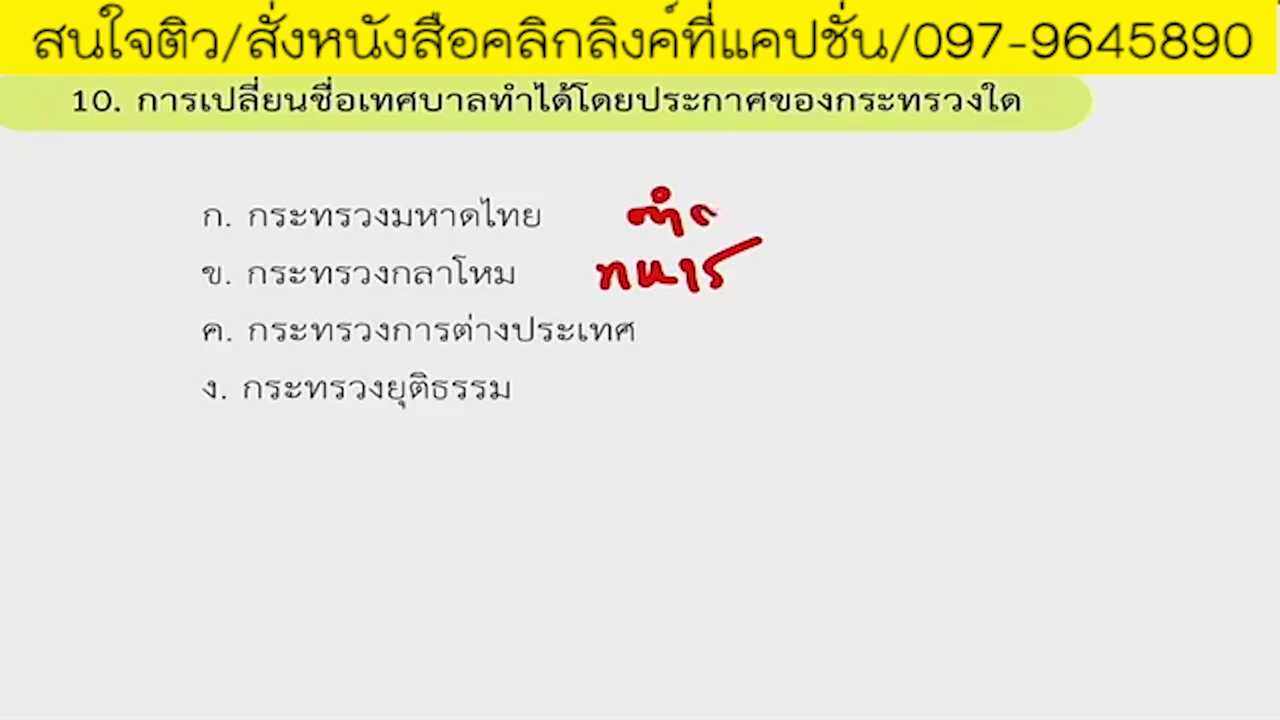 สนใจติว/สั่งหนังสือคลิกลิงค์ที่แคปชั่น/097-9645890
10. การเปลี่ยนชื่อเทศบาลทำได้โดยประกาศของกระทรวงใด
ก. กระทรวงมหาดไทย
ข. กระทรวงกลาโหม ทหาร
ค. กระทรวงการต่างประเทศ
ง. กระทรวงยุติธรรม